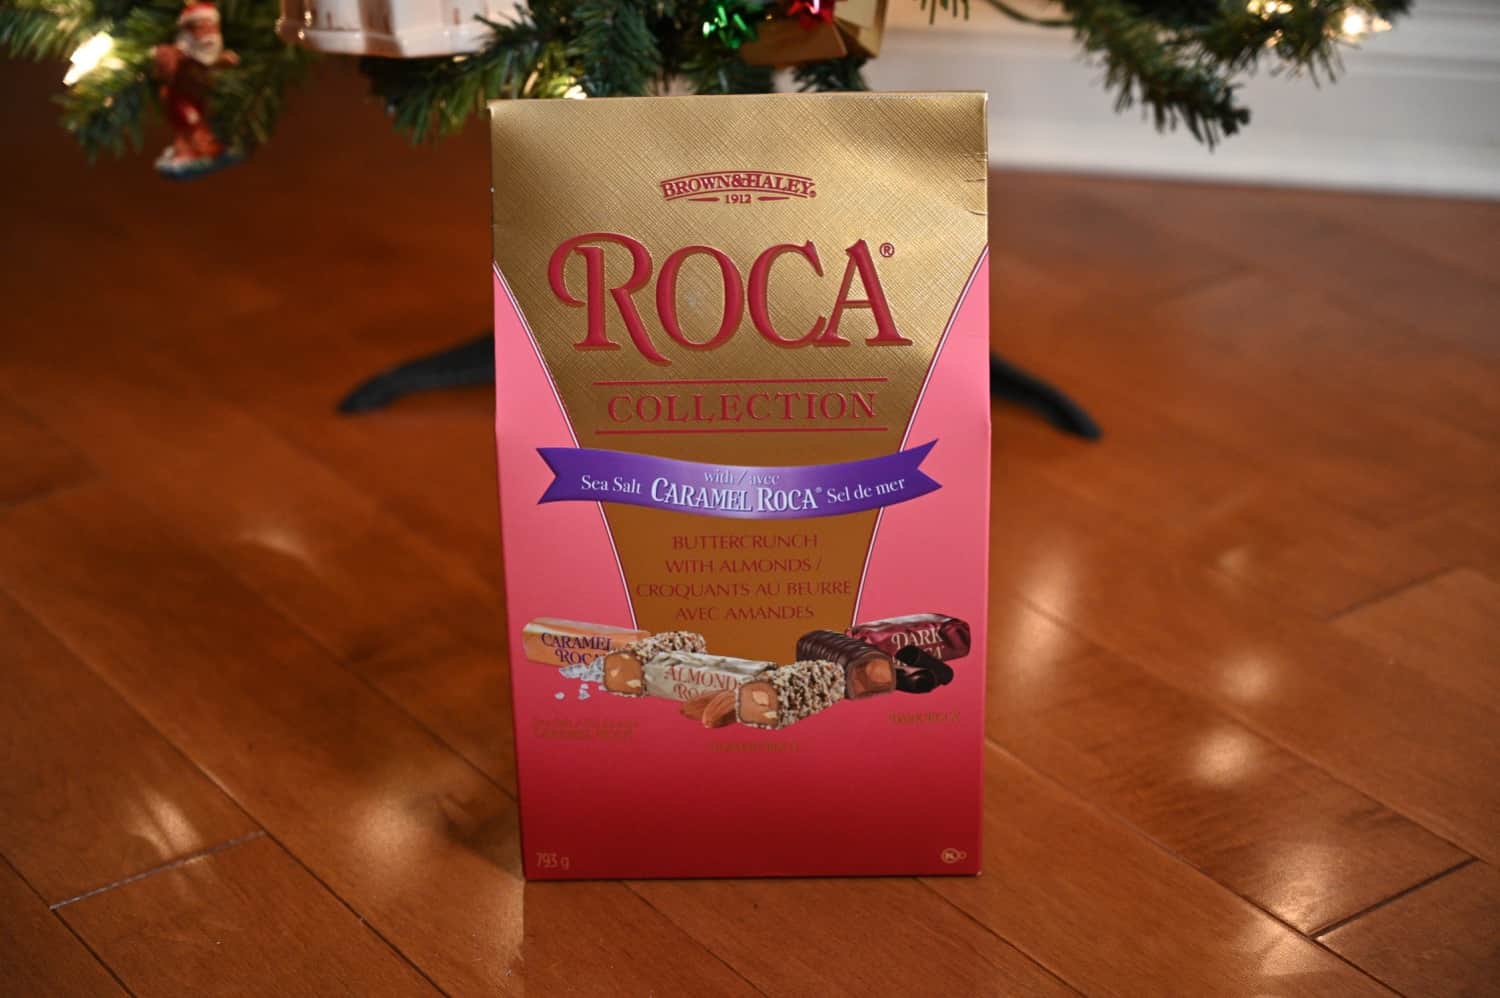 BROWN & HALEY®
1912
ROCA®
COLLECTION
with / avec
Sea Salt CARAMEL ROCA® Sel de mer
BUTTERCRUNCH
WITH ALMONDS /
CROQUANTS AU BEURRE
AVEC AMANDES
CARAMEL
ROCA
ALMOND
ROCA
DARK
793 g